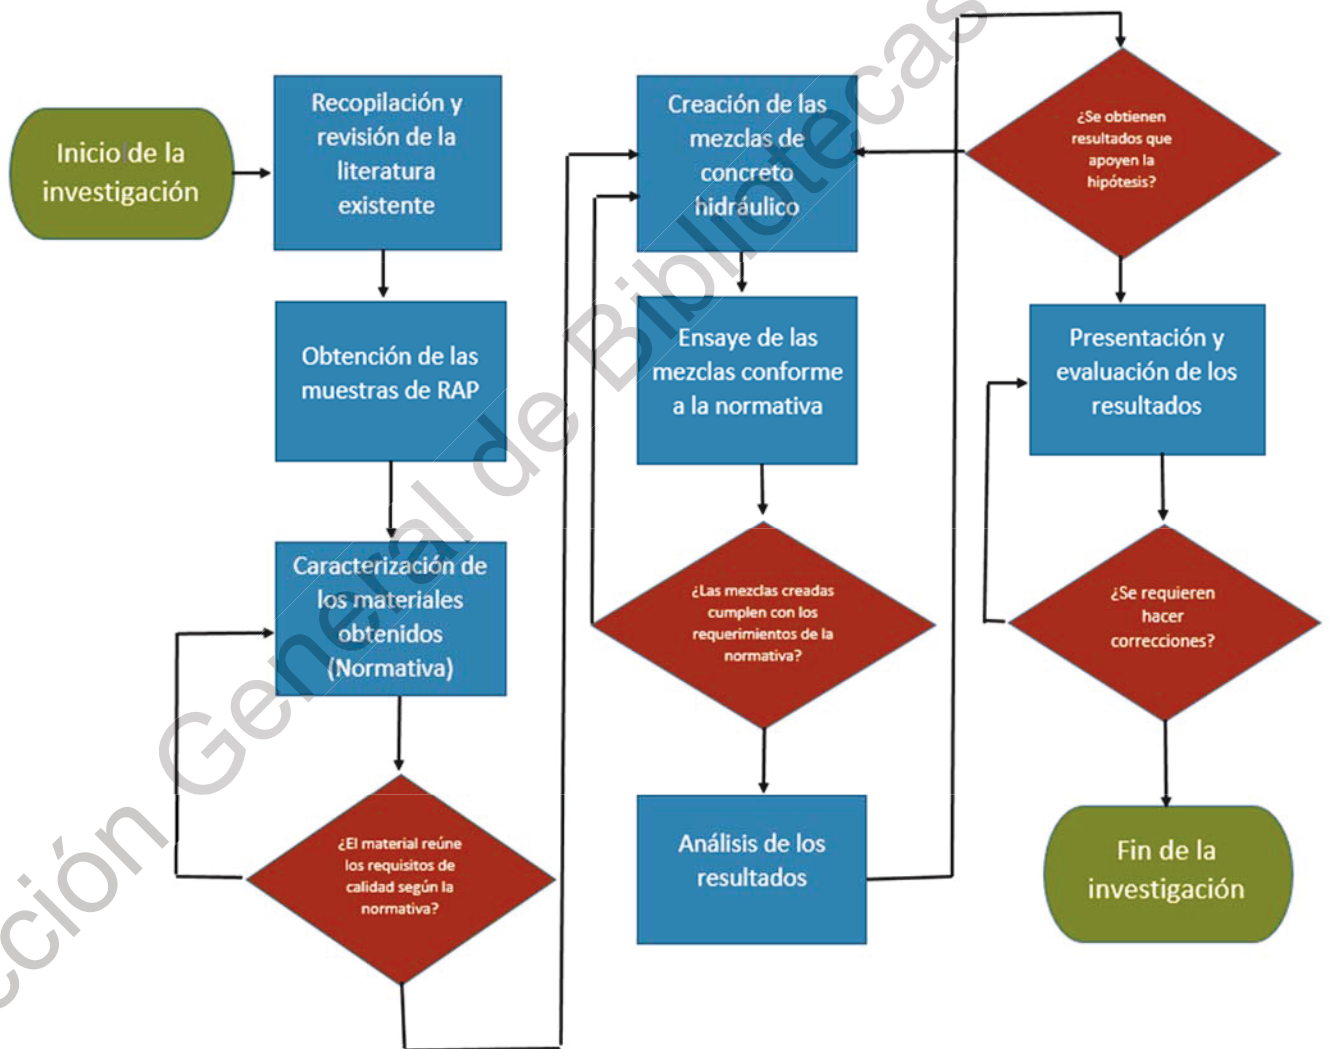 Inicio de la
investigación
Recopilación y
revisión de la
literatura
existente
Obtención de las
muestras de RAP
Caracterización de
los materiales
obtenidos
(Normativa)
¿El material reúne
los requisitos de
calidad según la
normativa?
Creación de las
mezclas de
concreto
hidráulico
Ensaye de las
mezclas conforme
a la normativa
¿Las mezclas creadas
cumplen con los
requerimientos de la
normativa?
Análisis de los
resultados
¿Se obtienen
resultados que
apoyen la
hipótesis?
Presentación y
evaluación de los
resultados
¿Se requieren
hacer
correcciones?
Fin de la
investigación
cción General de Bibliotecas